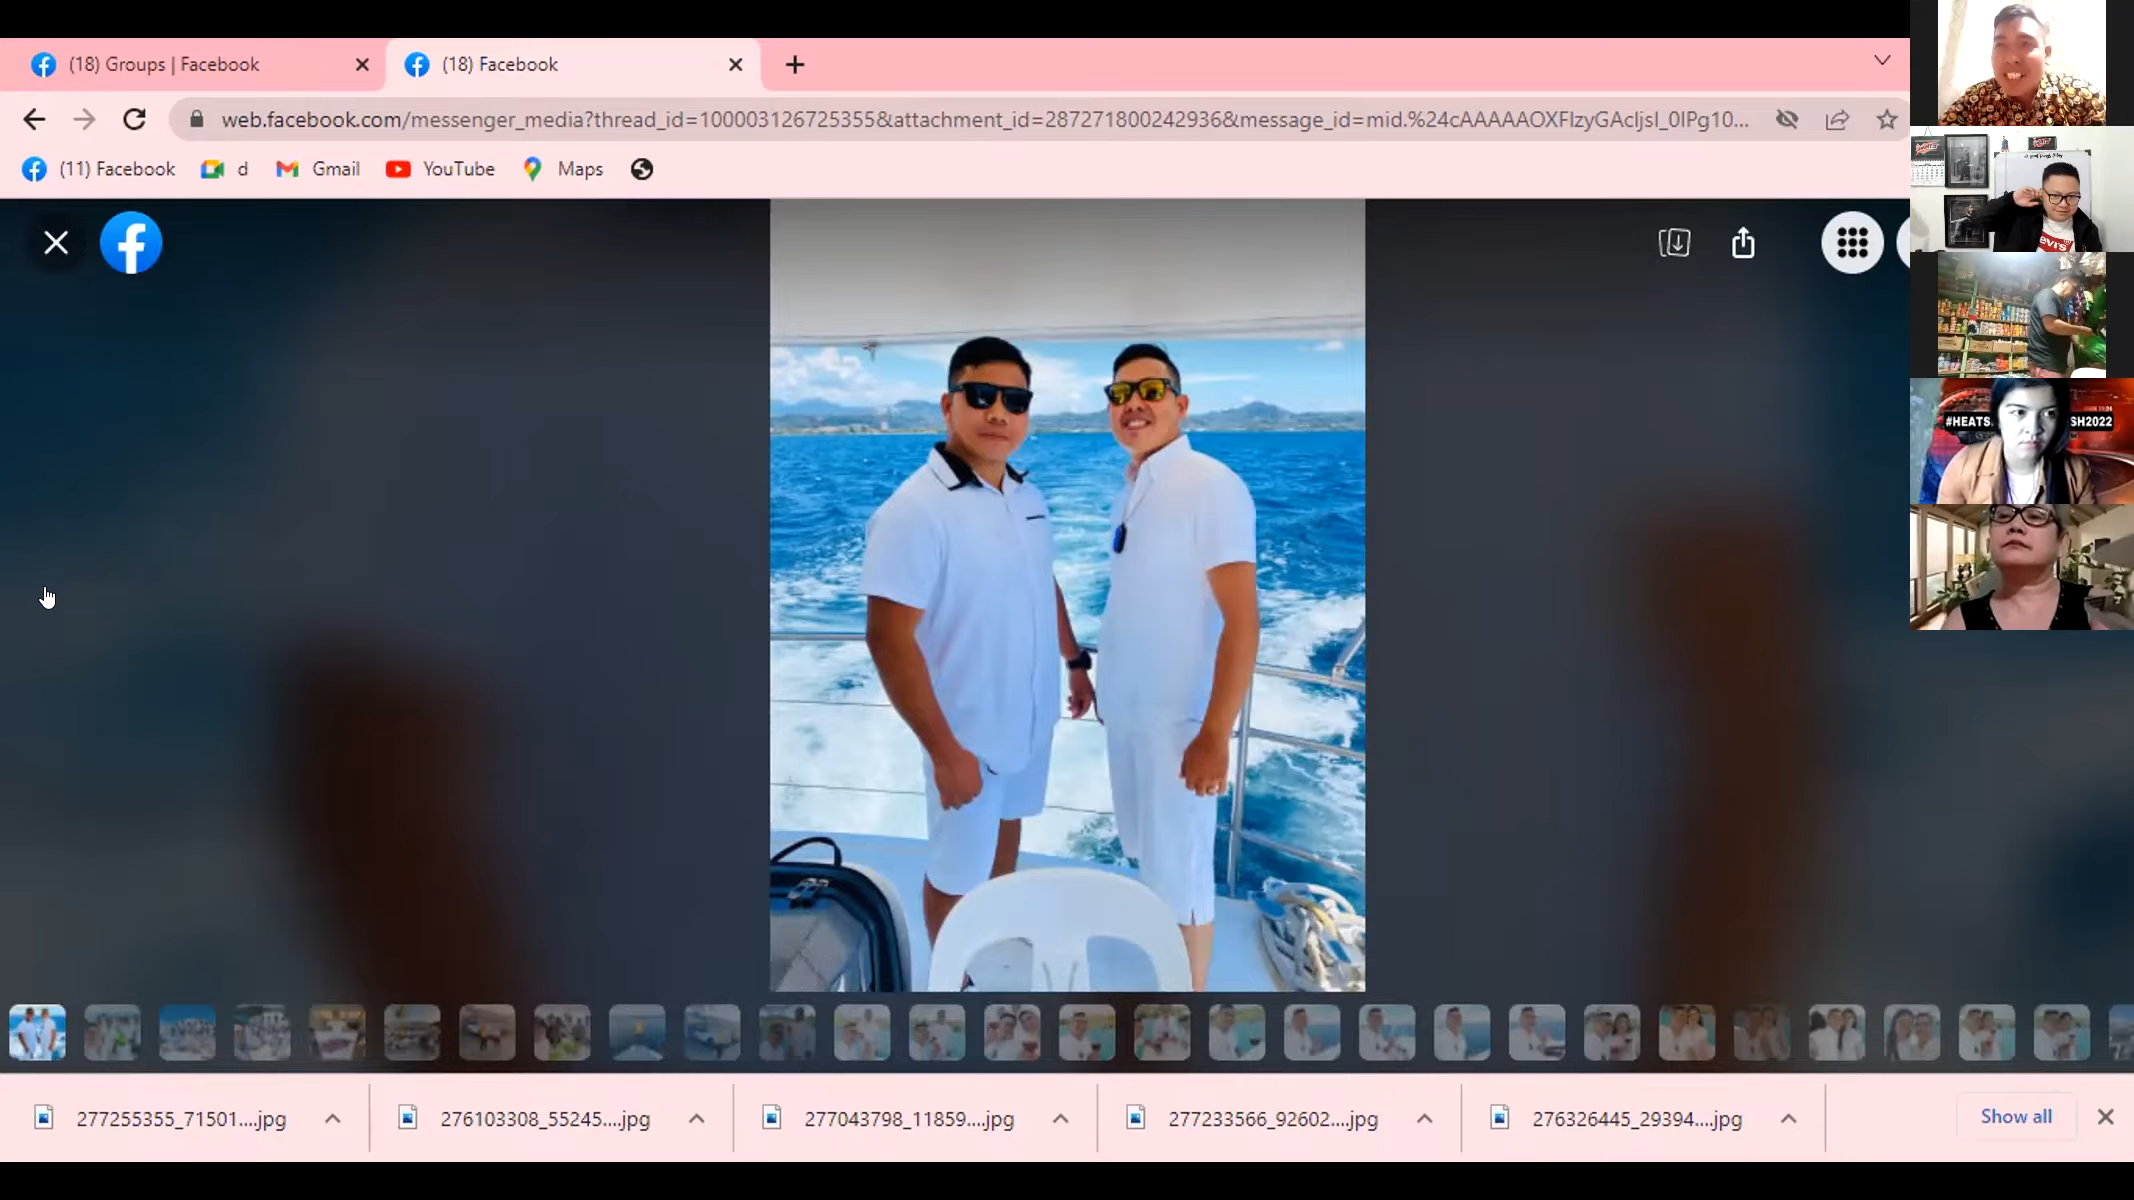 (18) Groups | Facebook
(18) Facebook
web.facebook.com/messenger_media?thread_id=100003126725355&attachment_id=287271800242936&message_id=mid.%24cAAAAAOXFIzyGAcIjsl_0IPg10...
(11) Facebook
d
Gmail
YouTube
Maps
#HEATS
SH2022
277255355_71501....jpg
276103308_55245....jpg
277043798_11859....jpg
277233566_92602....jpg
276326445_29394....jpg
Show all